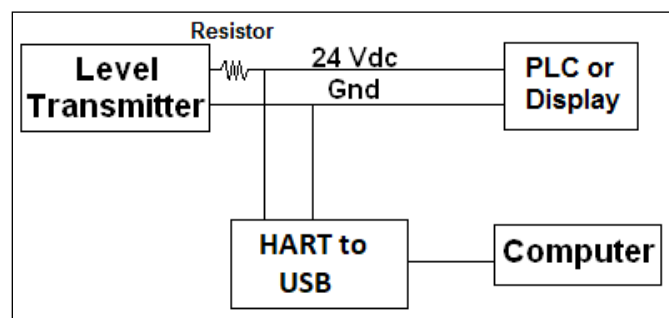 Resistor
Level
Transmitter
24 Vdc
Gnd
PLC or
Display
HART to
USB
Computer